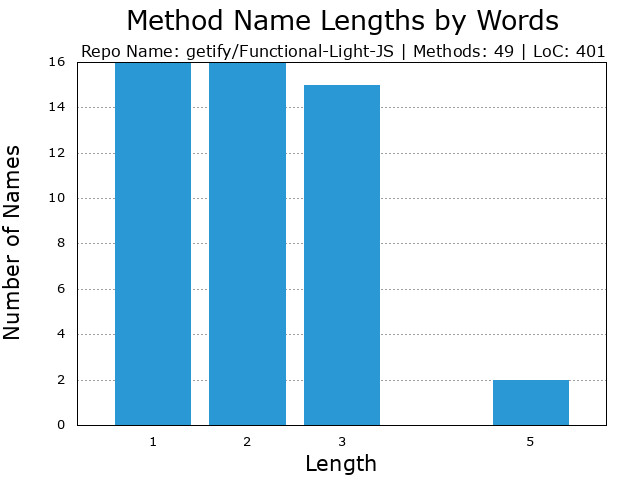 Method Name Lengths by Words
Repo Name: getify/Functional-Light-JS | Methods: 49 | LoC: 401
Number of Names
16
14
12
10
8
6
4
2
0
1 2 3 5
Length